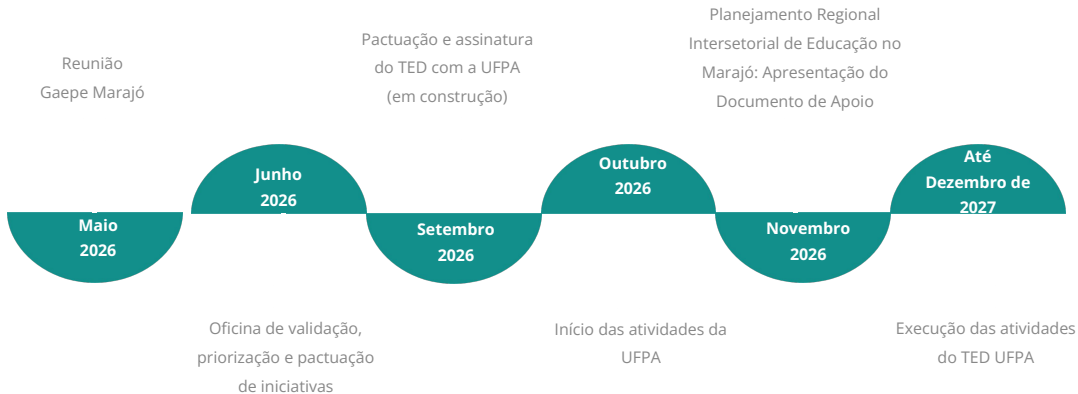 Reunião
Gaepe Marajó
Maio
2026
Junho
2026
Oficina de validação,
priorização e pactuação
de iniciativas
Pactuação e assinatura
do TED com a UFPA
(em construção)
Setembro
2026
Outubro
2026
Início das atividades da
UFPA
Planejamento Regional
Intersetorial de Educação no
Marajó: Apresentação do
Documento de Apoio
Novembro
2026
Até
Dezembro de
2027
Execução das atividades
do TED UFPA